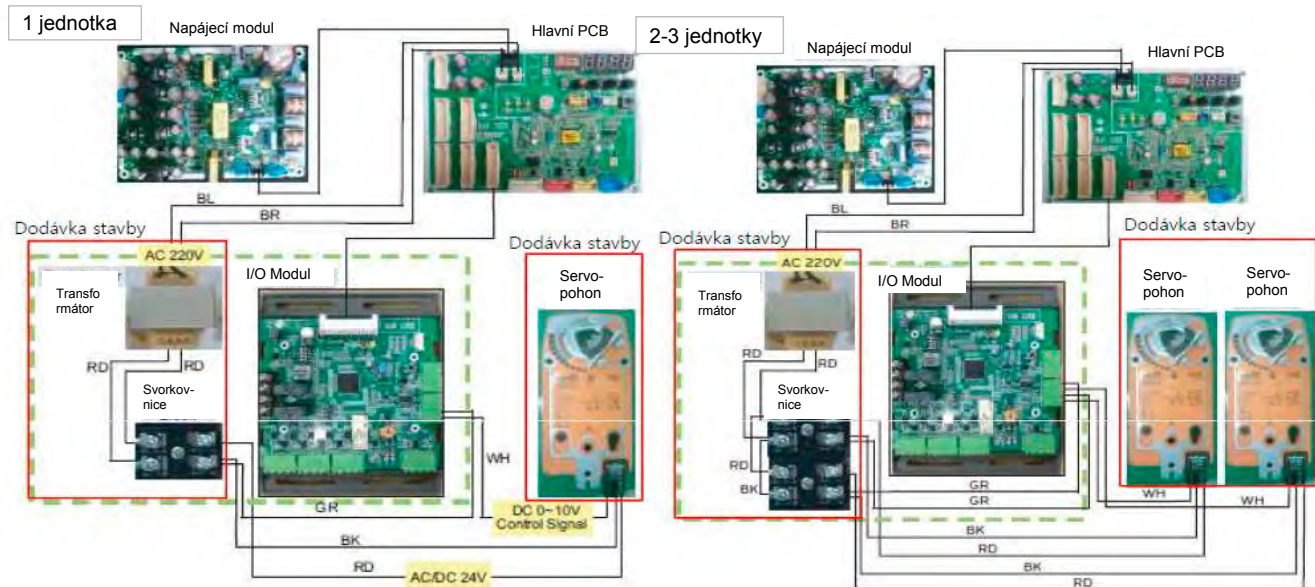 1 jednotka
Napájecí modul
Hlavní PCB
BL
BR
Dodávka stavby
AC 220V
Transfo
rmátor
I/O Modul
Dodávka stavby
Servo-
pohon
RD
RD
Svorkov-
nice
WH
GR
DC 0~10V
Control Signal
BK
RD
AC/DC 24V
2-3 jednotky
Napájecí modul
Hlavní PCB
BL
BR
Dodávka stavby
AC 220V
Transfo
rmátor
I/O Modul
Dodávka stavby
Servo-
pohon
Servo-
pohon
RD
RD
Svorkov-
nice
RD
BK
GR
GR
WH
WH
BK
RD
BK
RD